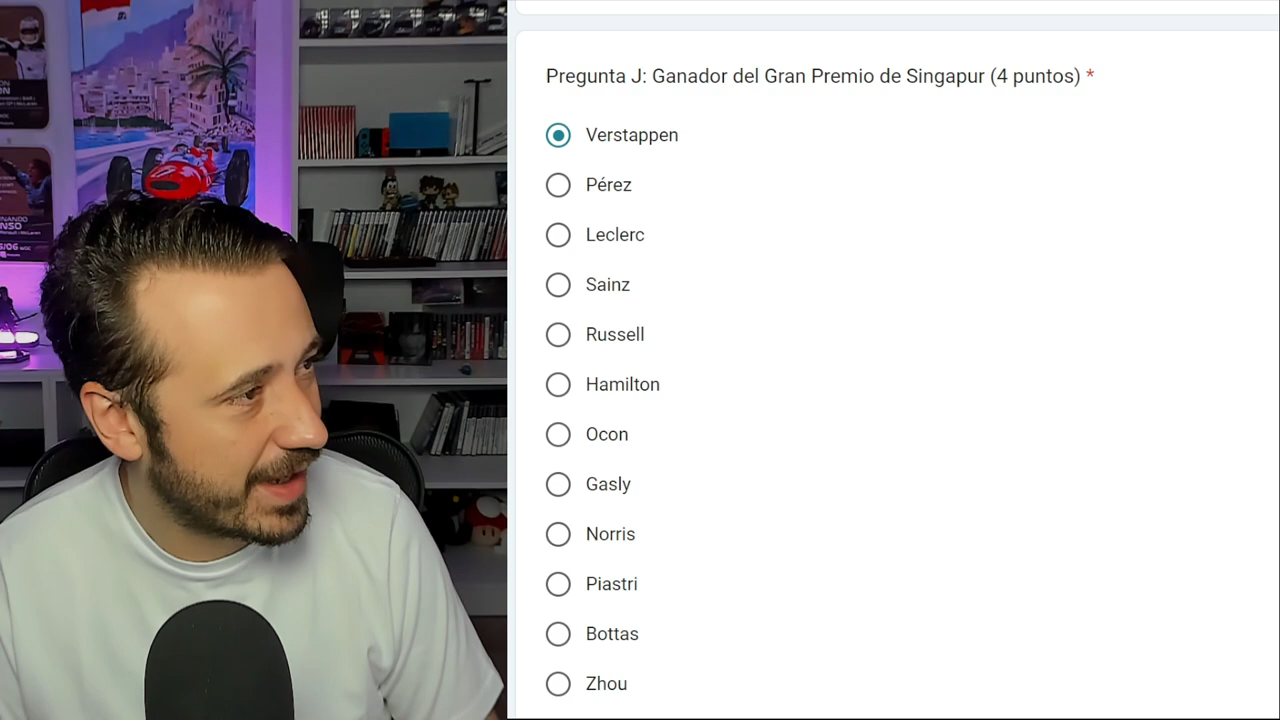 Pregunta J: Ganador del Gran Premio de Singapur (4 puntos) *
Verstappen
Pérez
Leclerc
Sainz
Russell
Hamilton
Ocon
Gasly
Norris
Piastri
Bottas
Zhou